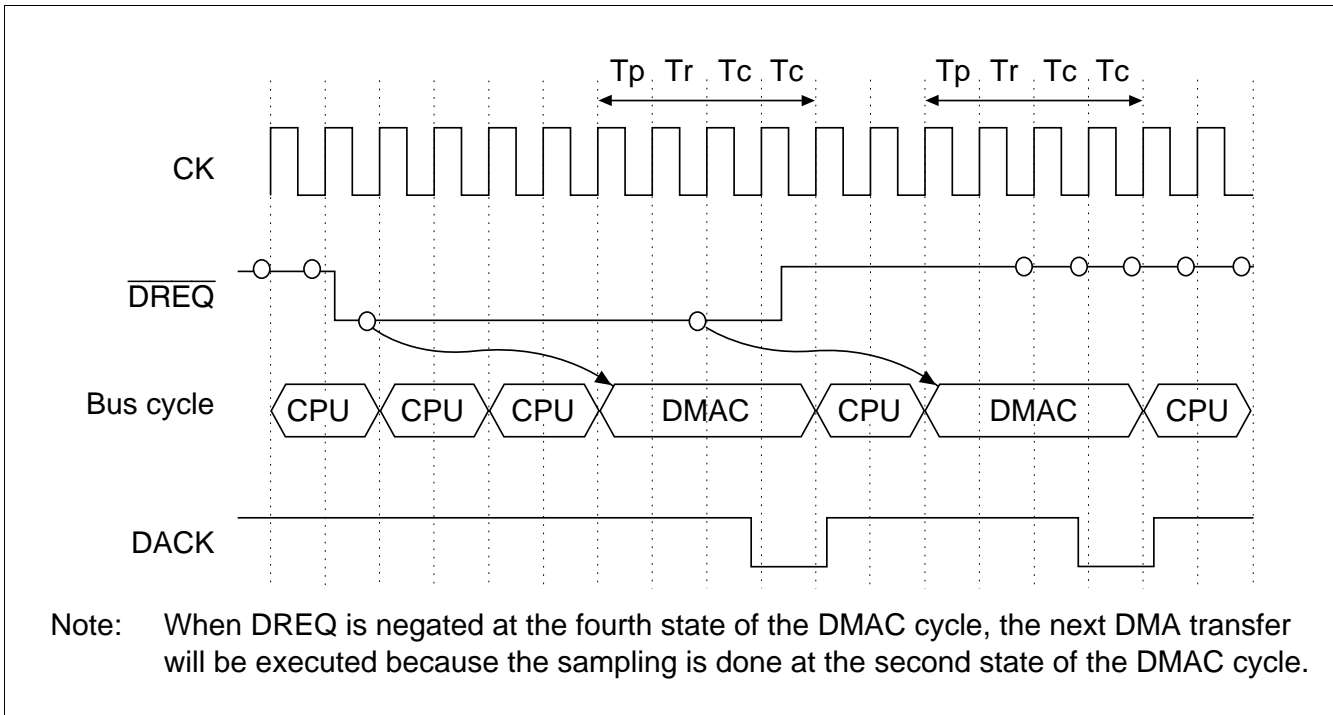 Tp Tr Tc Tc Tp Tr Tc Tc
CK
DREQ
Bus cycle CPU CPU CPU DMAC CPU DMAC CPU
DACK
Note: When DREQ is negated at the fourth state of the DMAC cycle, the next DMA transfer
will be executed because the sampling is done at the second state of the DMAC cycle.